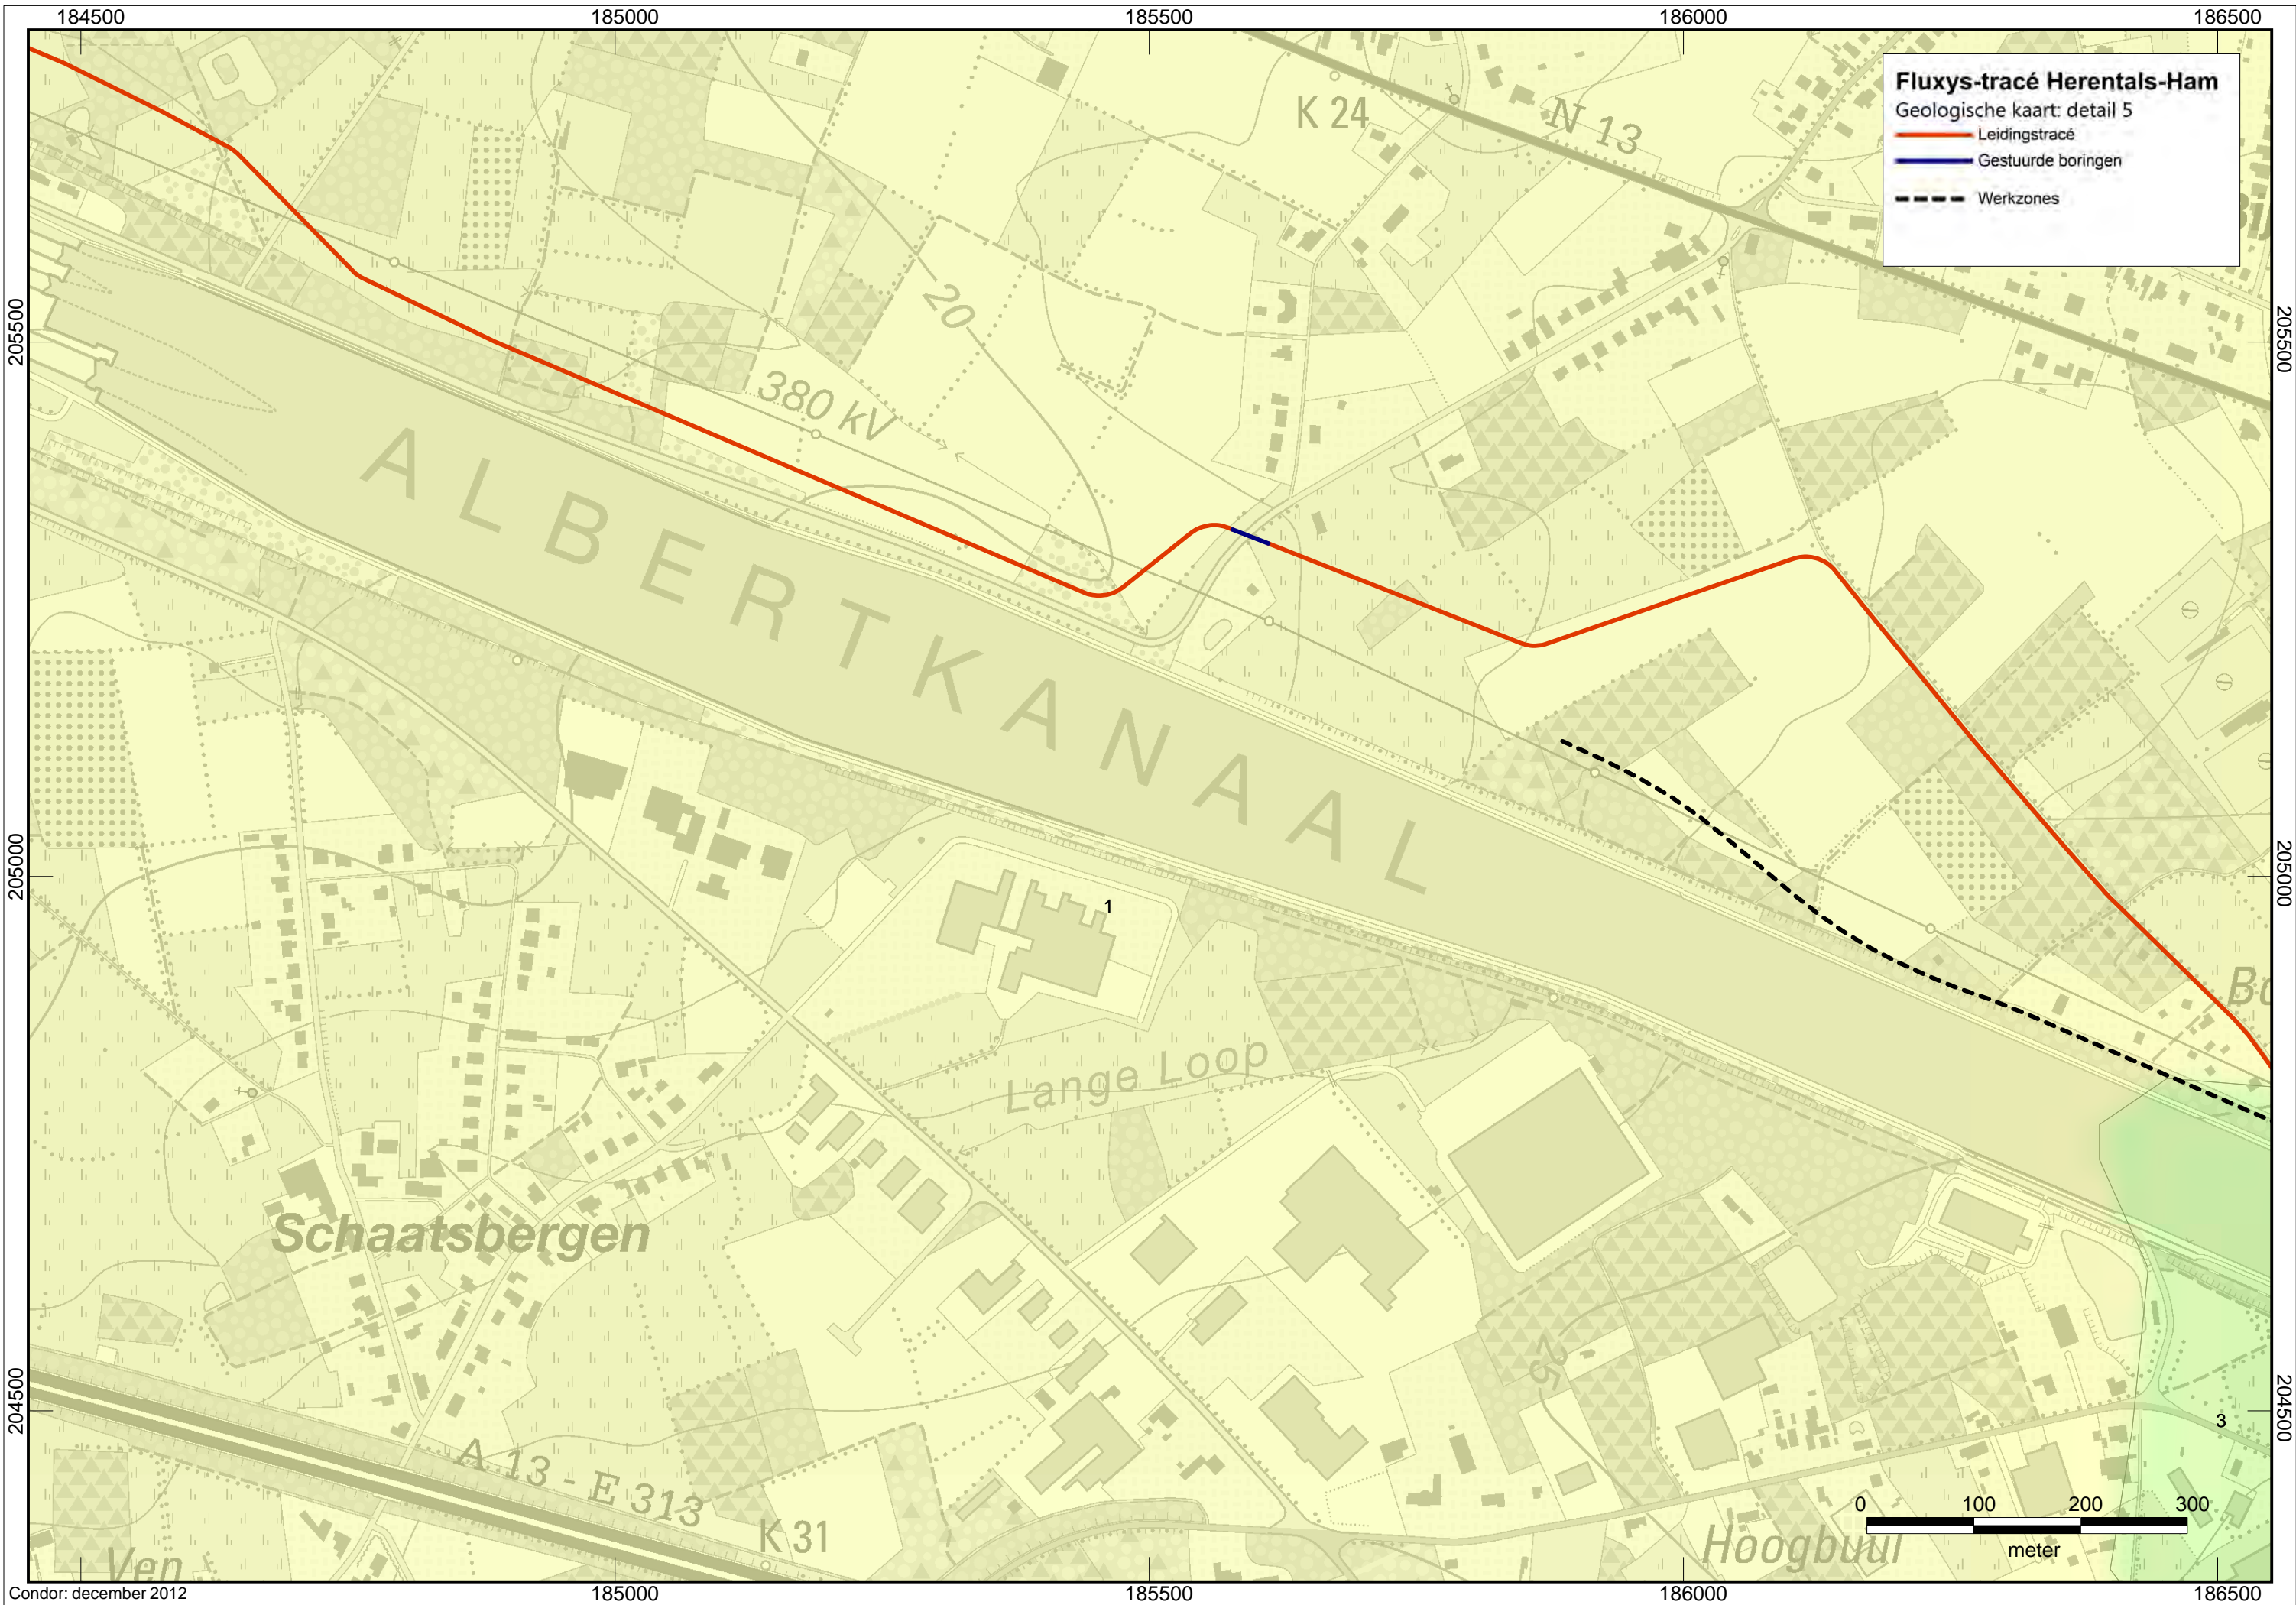 184500
185000
185500
186000
186500
Fluxys-tracé Herentals-Ham
Geologische kaart: detail 5
Leidingstracé
Gestuurde boringen
Werkzones
K 24
N 13
20
380 kV
205500
205500
ALBERTKANAAL
205000
205000
1
Lange Loop
Schaatsbergen
25
204500
204500
3
A 13 - E 313
K 31
Ven
Hoogbuul
0 100 200 300
meter
Condor: december 2012
185000
185500
186000
186500